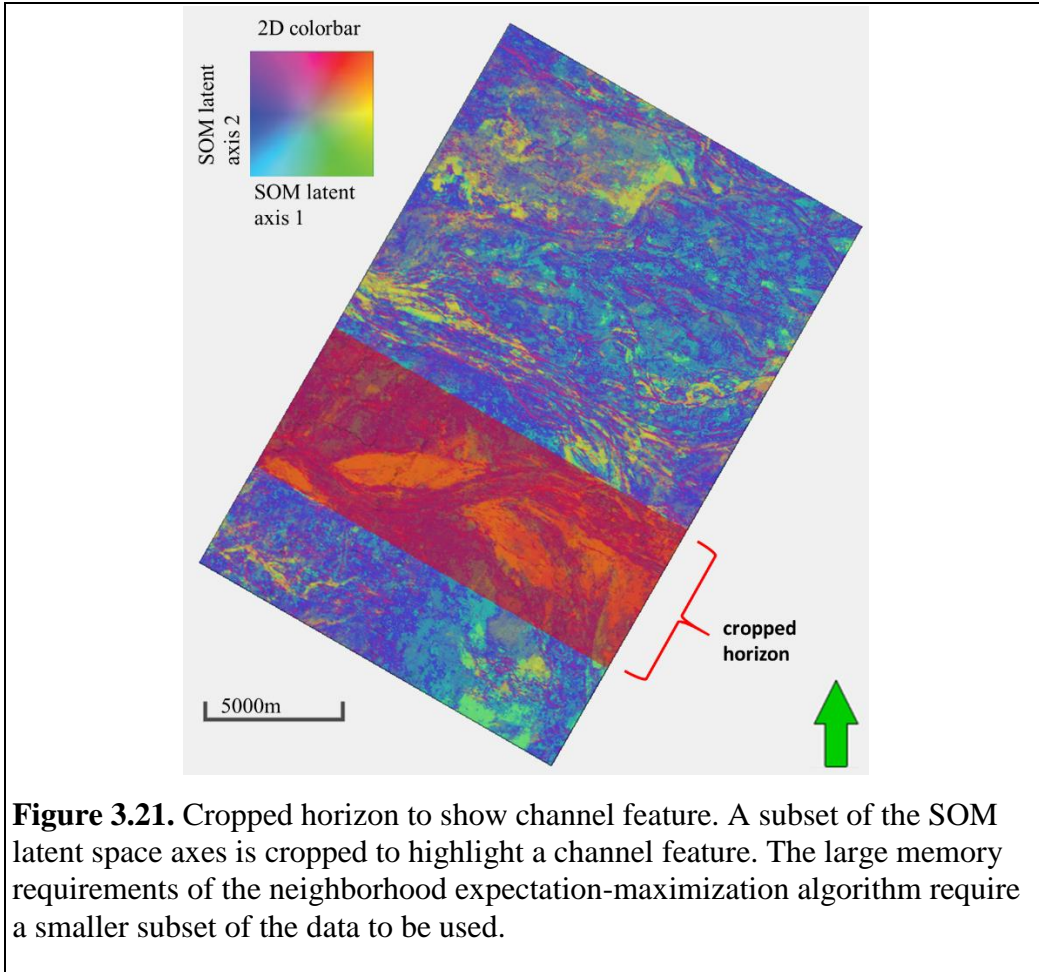 2D colorbar
SOM latent
axis 2
SOM latent
axis 1
cropped
horizon
5000m
Figure 3.21. Cropped horizon to show channel feature. A subset of the SOM
latent space axes is cropped to highlight a channel feature. The large memory
requirements of the neighborhood expectation-maximization algorithm require
a smaller subset of the data to be used.